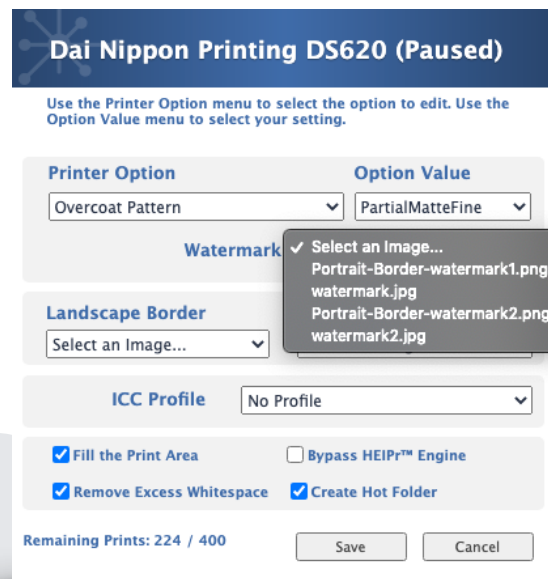 Dai Nippon Printing DS620 (Paused)
Use the Printer Option menu to select the option to edit. Use the
Option Value menu to select your setting.
Printer Option
Option Value
Overcoat Pattern
PartialMatteFine
Watermark
✓ Select an Image...
Portrait-Border-watermark1.png
watermark.jpg
Portrait-Border-watermark2.png
watermark2.jpg
Landscape Border
Select an Image...
ICC Profile
No Profile
Fill the Print Area
Bypass HEIPr™ Engine
Remove Excess Whitespace
Create Hot Folder
Remaining Prints: 224 / 400
Save
Cancel